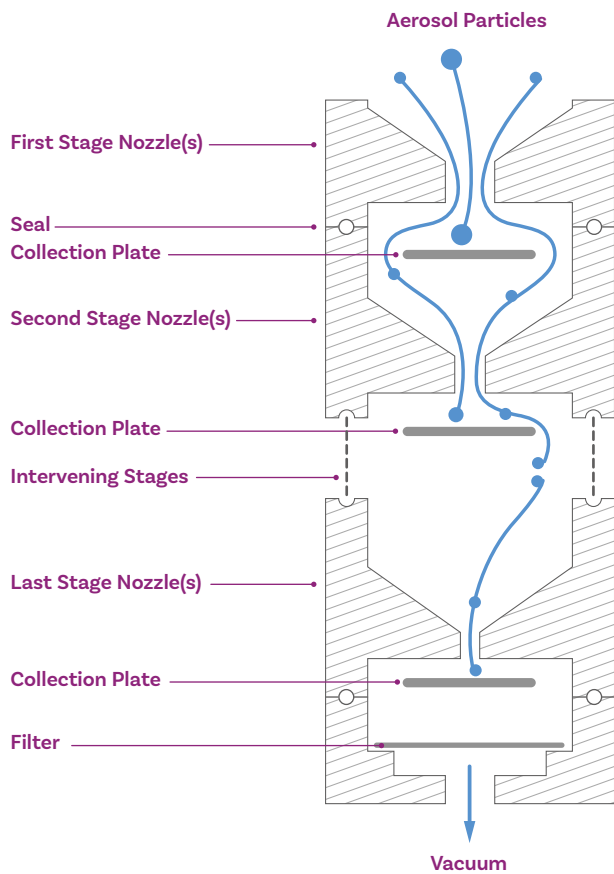 Aerosol Particles
First Stage Nozzle(s)
Seal
Collection Plate
Second Stage Nozzle(s)
Collection Plate
Intervening Stages
Last Stage Nozzle(s)
Collection Plate
Filter
Vacuum